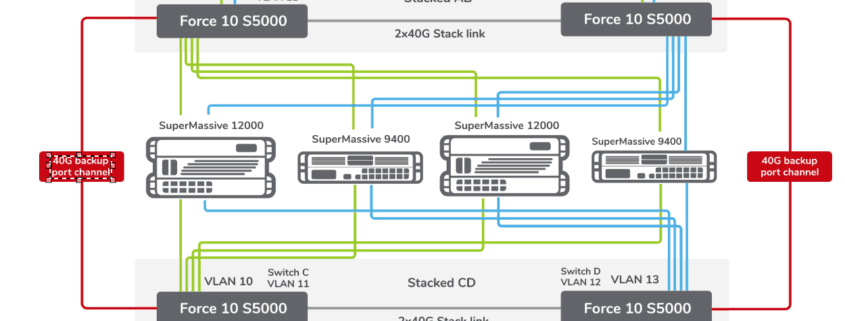 Stacked AB
Force 10 S5000
Force 10 S5000
2x40G Stack link
SuperMassive 12000
SuperMassive 9400
SuperMassive 12000
SuperMassive 9400
40G backup
port channel
40G backup
port channel
VLAN 10
Switch C
VLAN 11
Stacked CD
Switch D
VLAN 12
VLAN 13
Force 10 S5000
Force 10 S5000
2x40G Stack link